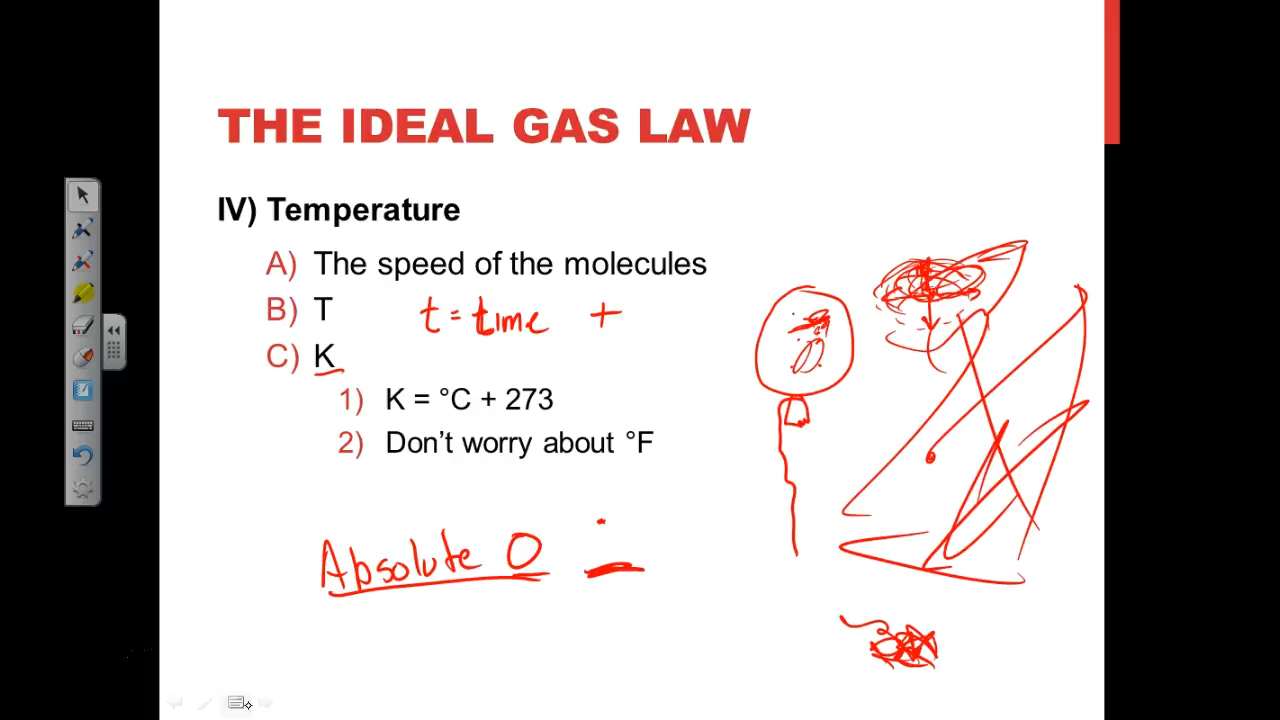 THE IDEAL GAS LAW
IV) Temperature
A) The speed of the molecules
B) T t = time +
C) K
1) K = °C + 273
2) Don’t worry about °F
Absolute 0